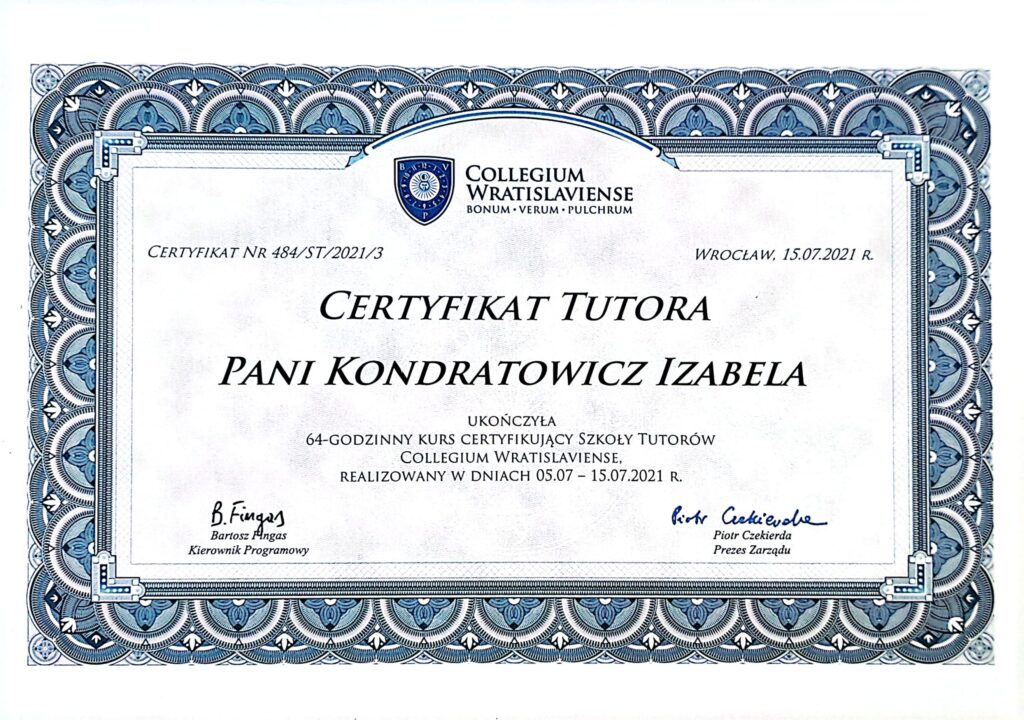 COLLEGIUM
WRATISLAVIENSE
BONUM • VERUM • PULCHRUM
CERTYFIKAT NR 484/ST/2021/3
WROCŁAW, 15.07.2021 R.
CERTYFIKAT TUTORA
PANI KONDRATOWICZ IZABELA
UKOŃCZYŁA
64-GODZINNY KURS CERTYFIKUJĄCY SZKOŁY TUTORÓW
COLLEGIUM WRATISLAVIENSE,
REALIZOWANY W DNIACH 05.07 – 15.07.2021 R.
B. Fingas
Bartosz Fingas
Kierownik Programowy
Piotr Czekierda
Piotr Czekierda
Prezes Zarządu